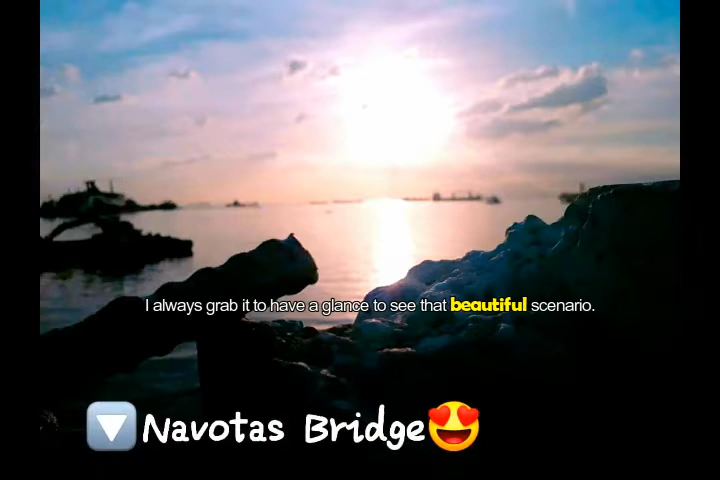 I always grab it to have a glance to see that beautiful scenario.
🔽Navotas Bridge😍